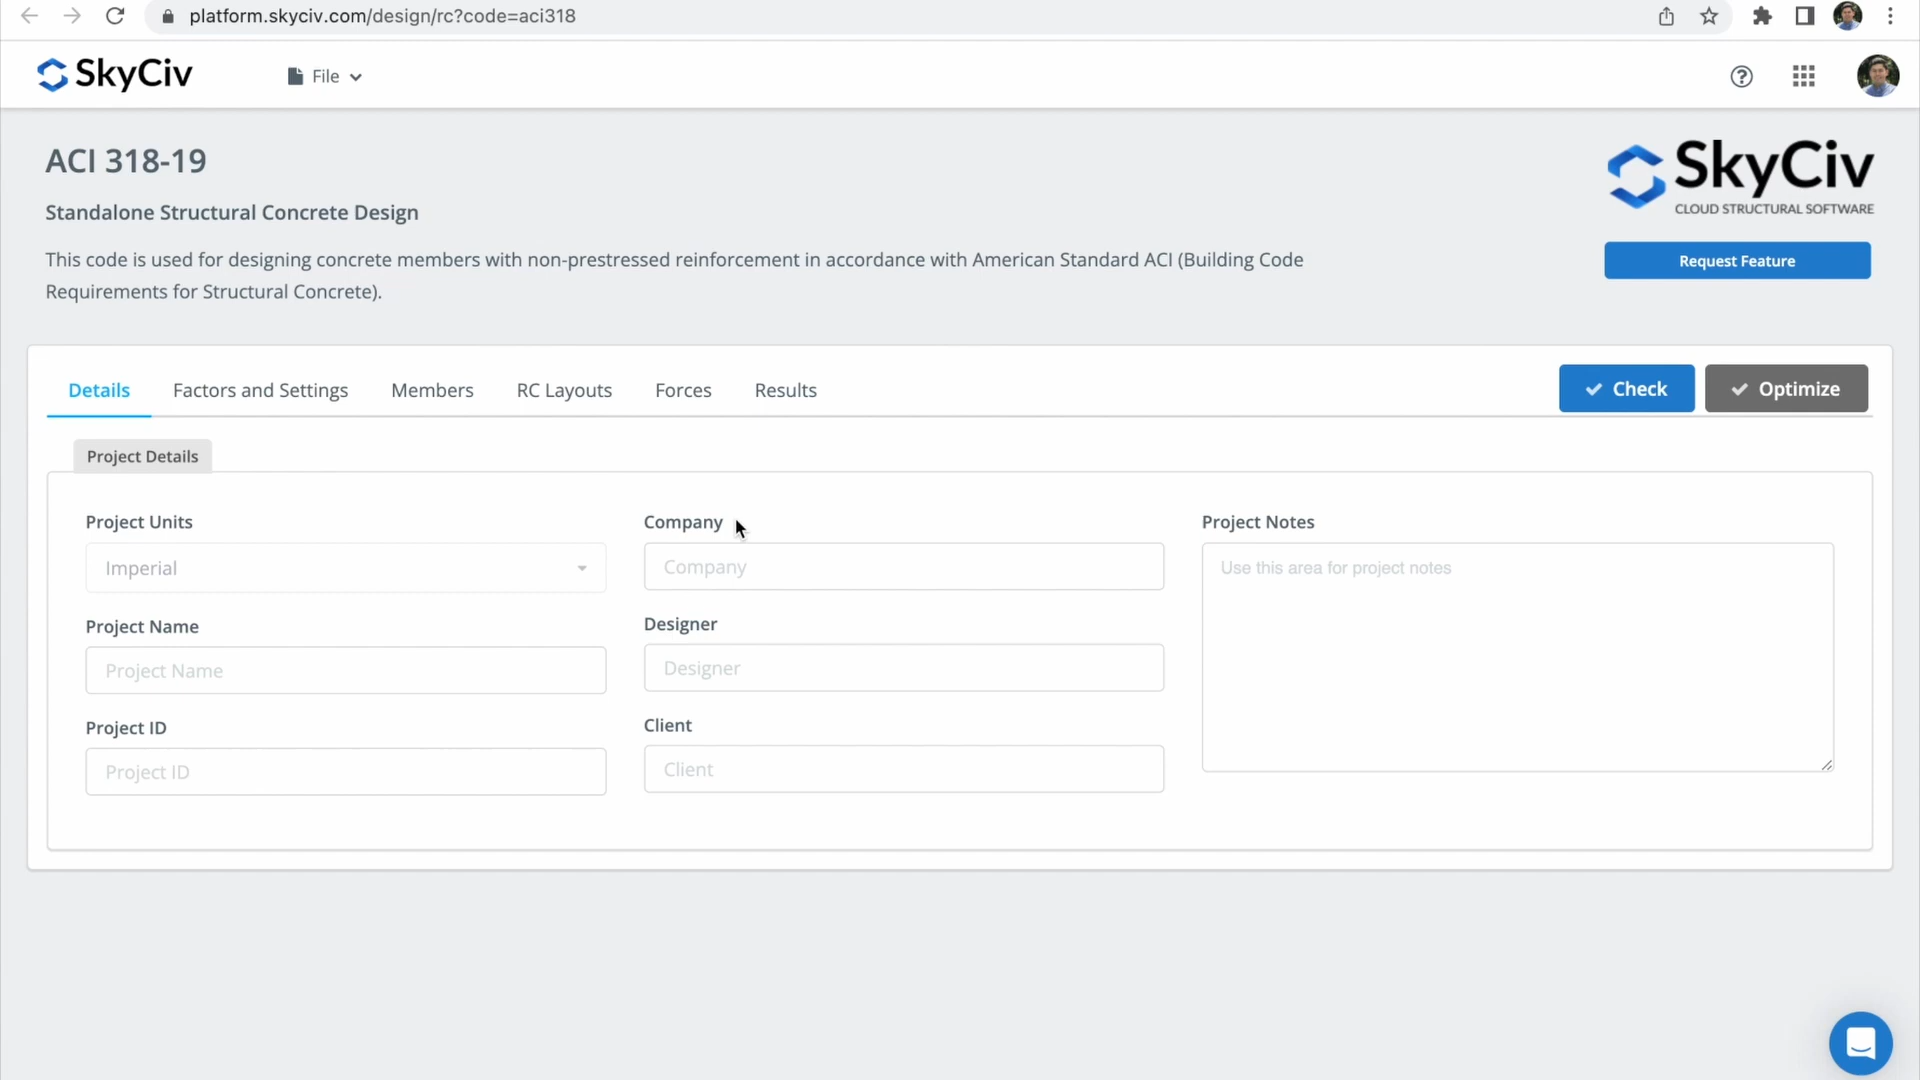 platform.skyciv.com/design/rc?code=aci318
SkyCiv
File
ACI 318-19
Standalone Structural Concrete Design
This code is used for designing concrete members with non-prestressed reinforcement in accordance with American Standard ACI (Building Code
Requirements for Structural Concrete).
SkyCiv
CLOUD STRUCTURAL SOFTWARE
Request Feature
Details
Factors and Settings
Members
RC Layouts
Forces
Results
Check
Optimize
Project Details
Project Units
Imperial
Project Name
Project Name
Project ID
Project ID
Company
Company
Designer
Designer
Client
Client
Project Notes
Use this area for project notes